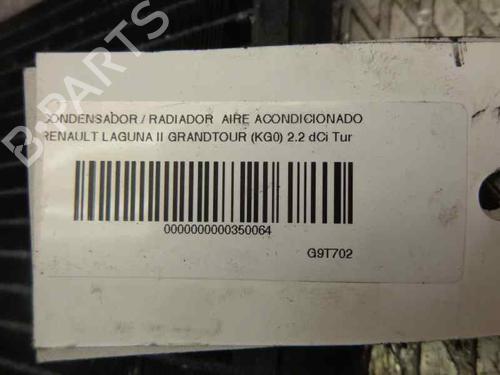 CONDENSADOR / RADIADOR AIRE ACONDICIONADO
RENAULT LAGUNA II GRANDTOUR (KG0) 2.2 dCi Tur
0000000000350064
G9T702
B-PARTS